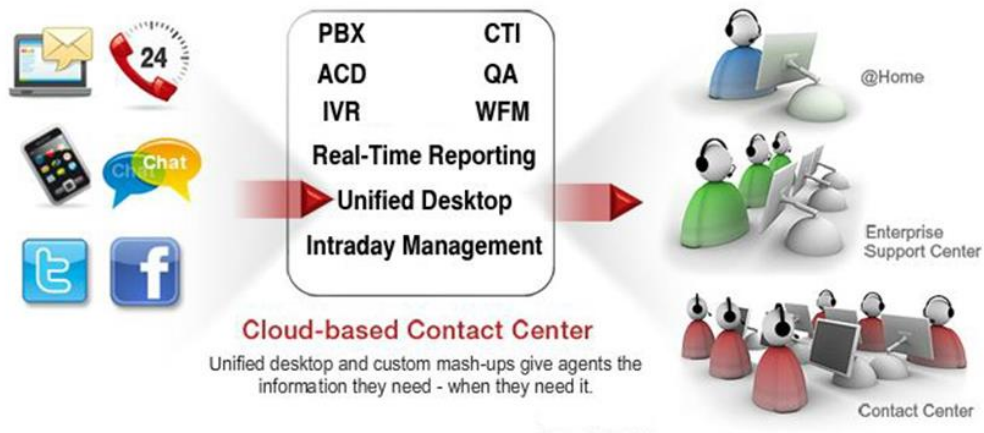 24
Chat
Chat
t
f
PBX CTI
ACD QA
IVR WFM
Real-Time Reporting
Unified Desktop
Intraday Management
Cloud-based Contact Center
Unified desktop and custom mash-ups give agents the
information they need - when they need it.
@Home
Enterprise
Support Center
Contact Center